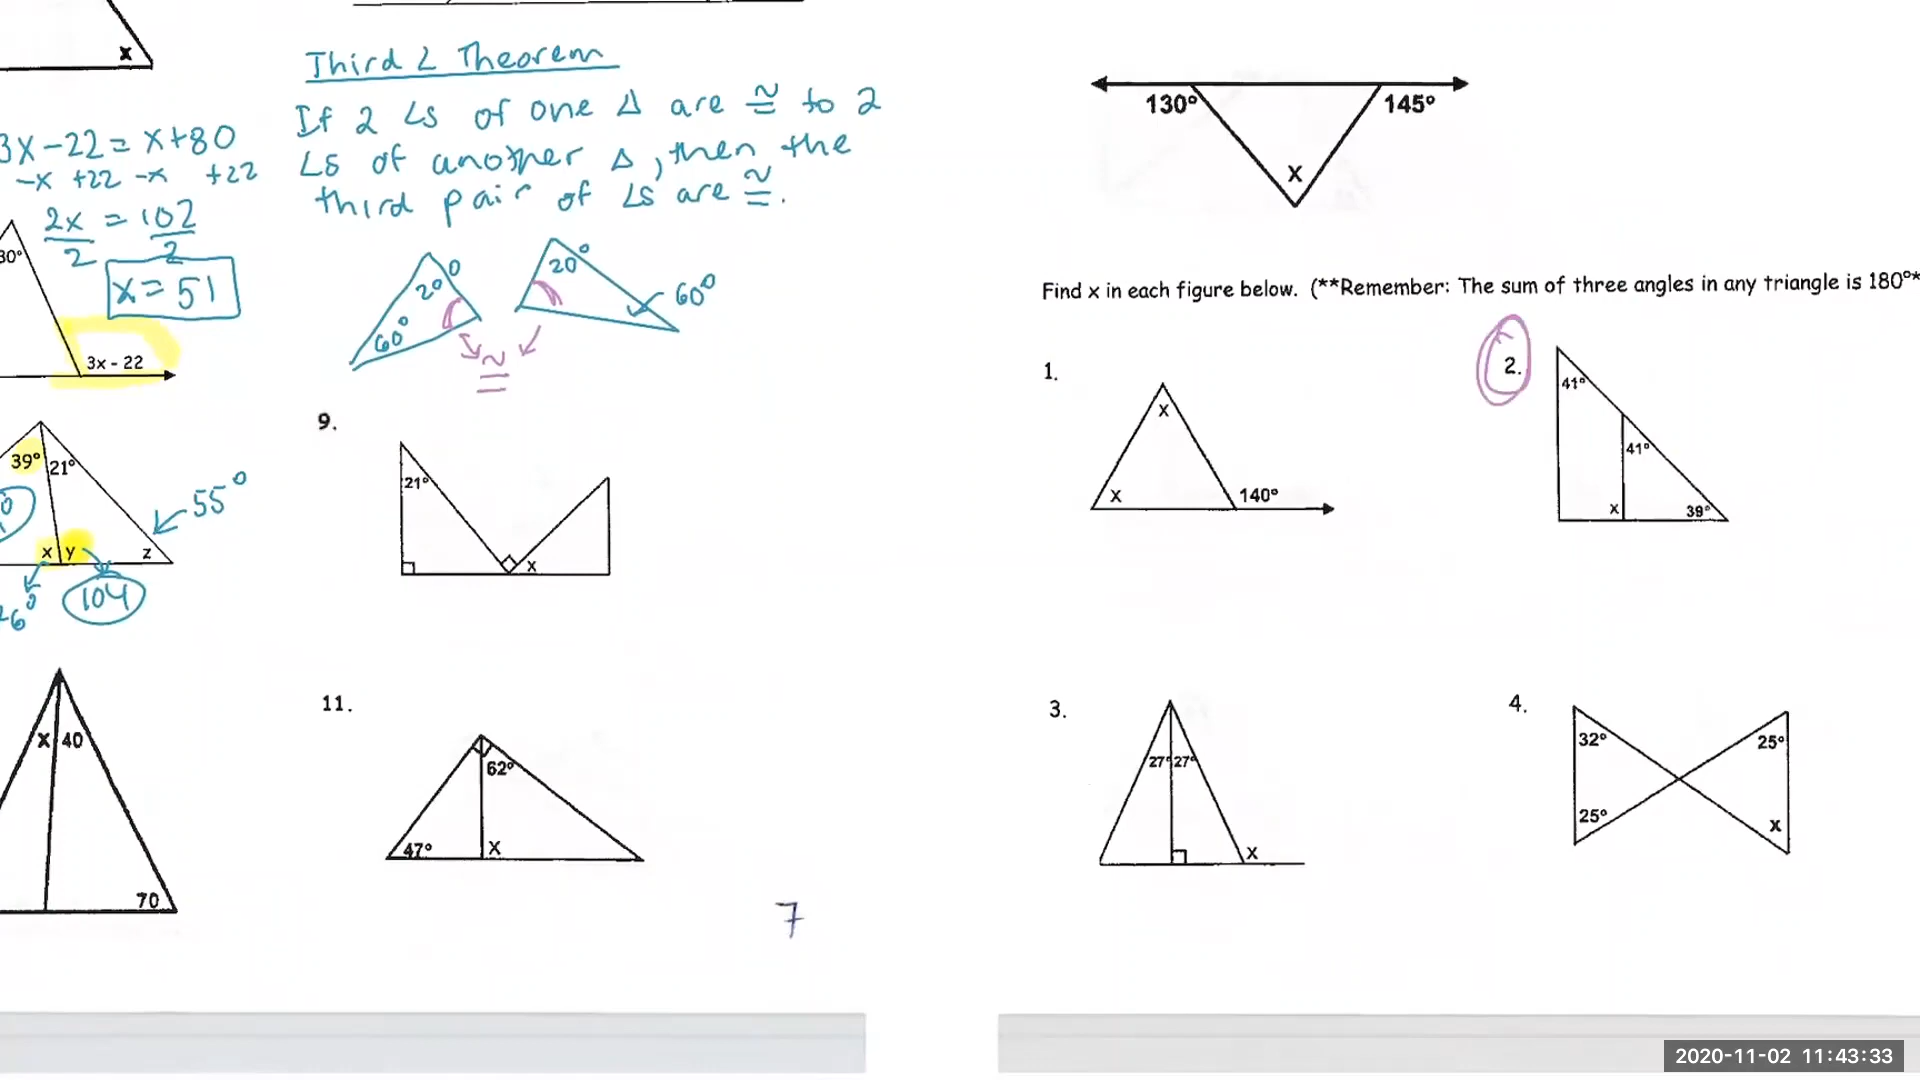 x
Third ∠ Theorem
If 2 ∠s of one Δ are ≅ to 2
∠s of another Δ, then the
third pair of ∠s are ≅.
3x-22 = x+80
-x +22 -x +22
2x = 102
2 2
x = 51
3x - 22
20°
60°
20°
60°
≅
39°
21°
55°
x
y
z
104
9.
21°
x
x
40
70
11.
62°
47°
x
7
130°
145°
x
Find x in each figure below. (**Remember: The sum of three angles in any triangle is 180°*
1.
x
x
140°
2.
41°
41°
x
39°
3.
27°
27°
x
4.
32°
25°
25°
x
2020-11-02 11:43:33